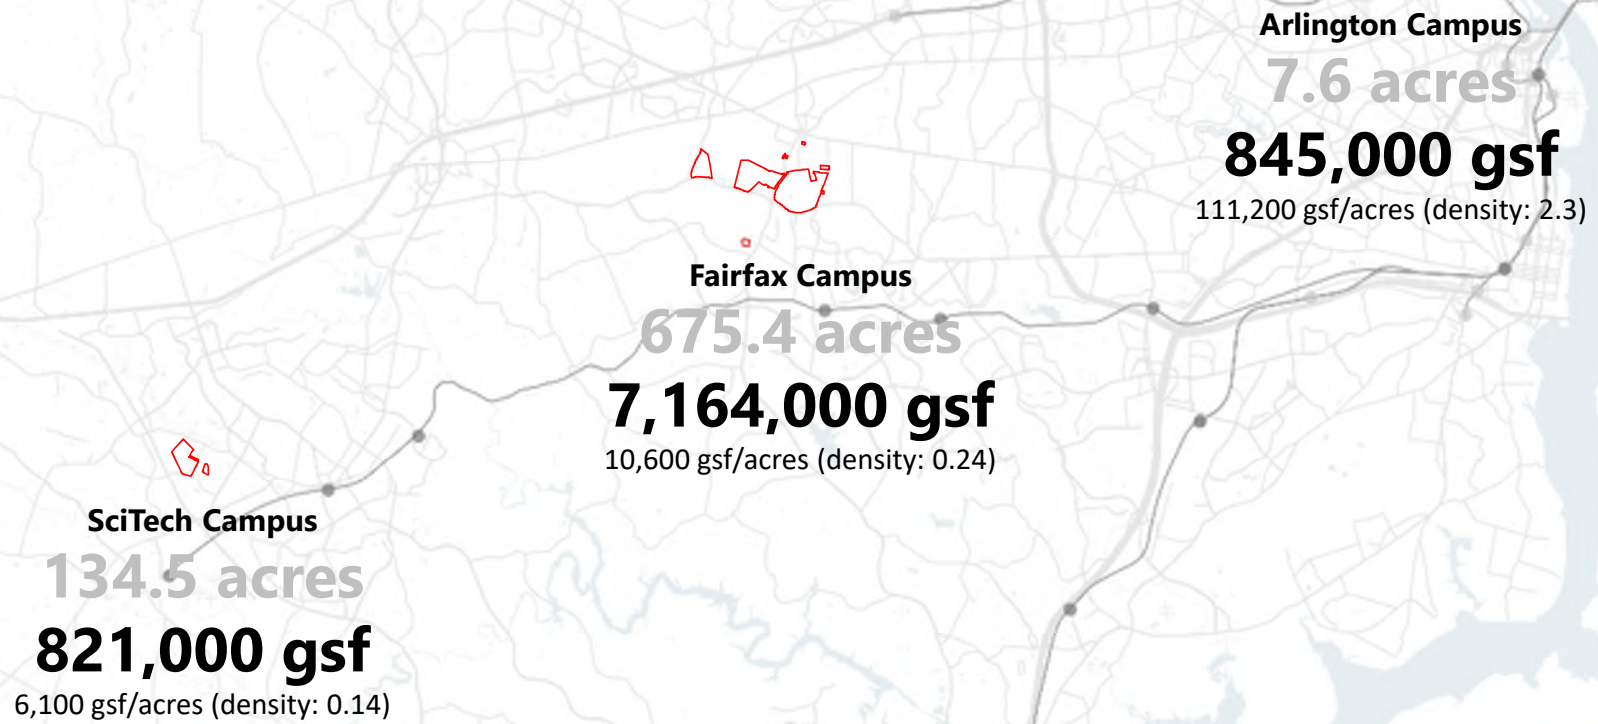 Arlington Campus
7.6 acres
845,000 gsf
111,200 gsf/acres (density: 2.3)
Fairfax Campus
675.4 acres
7,164,000 gsf
10,600 gsf/acres (density: 0.24)
SciTech Campus
134.5 acres
821,000 gsf
6,100 gsf/acres (density: 0.14)